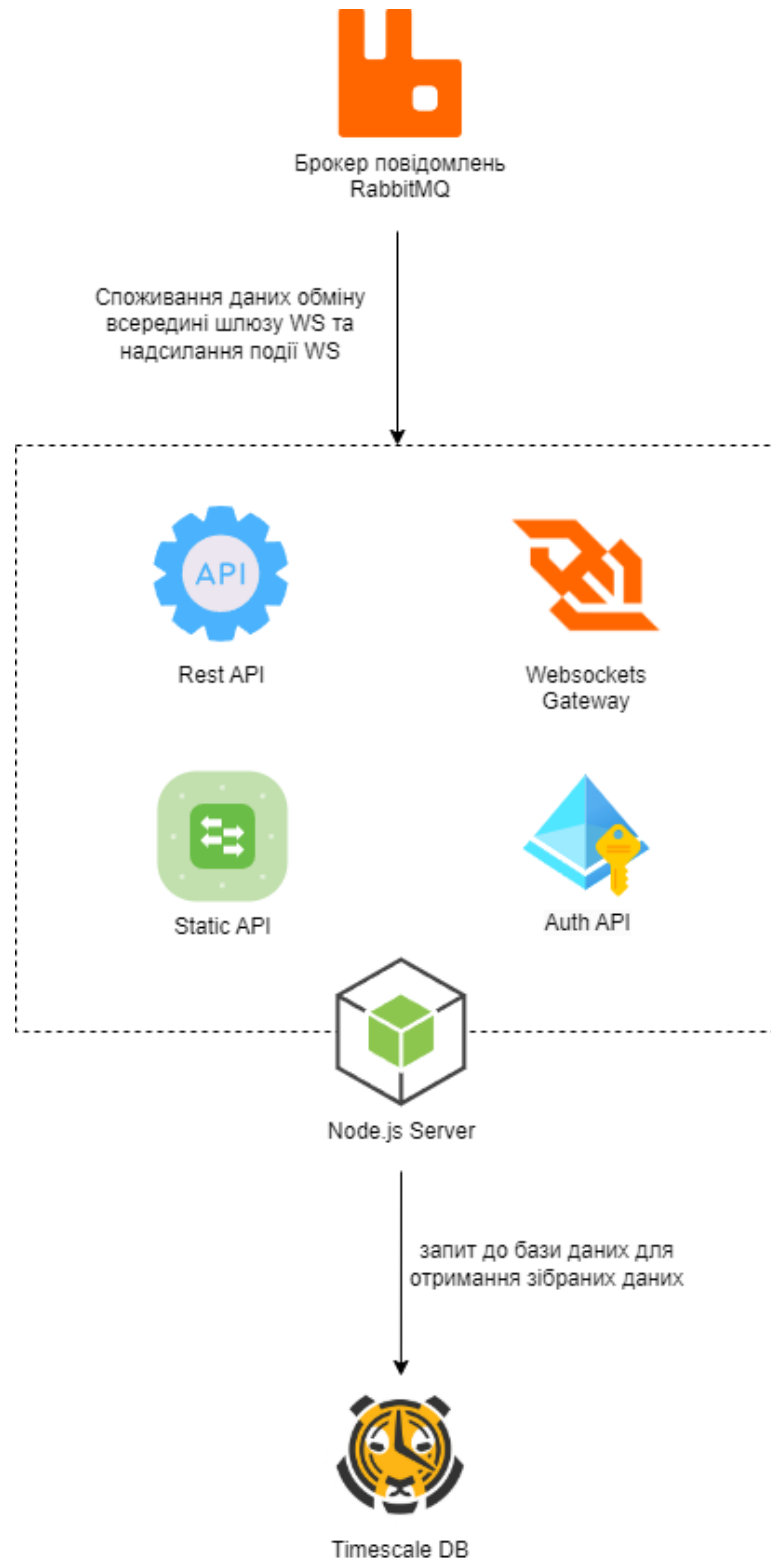 Брокер повідомлень
RabbitMQ
Споживання даних обміну
всередині шлюзу WS та
надсилання події WS
API
Rest API
Websockets
Gateway
Static API
Auth API
Node.js Server
запит до бази даних для
отримання зібраних даних
Timescale DB